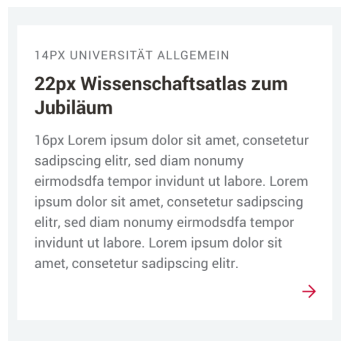 14PX UNIVERSITÄT ALLGEMEIN
22px Wissenschaftsatlas zum
Jubiläum
16px Lorem ipsum dolor sit amet, consetetur
sadipscing elitr, sed diam nonumy
eirmodsdfa tempor invidunt ut labore. Lorem
ipsum dolor sit amet, consetetur sadipscing
elitr, sed diam nonumy eirmodsdfa tempor
invidunt ut labore. Lorem ipsum dolor sit
amet, consetetur sadipscing elitr.